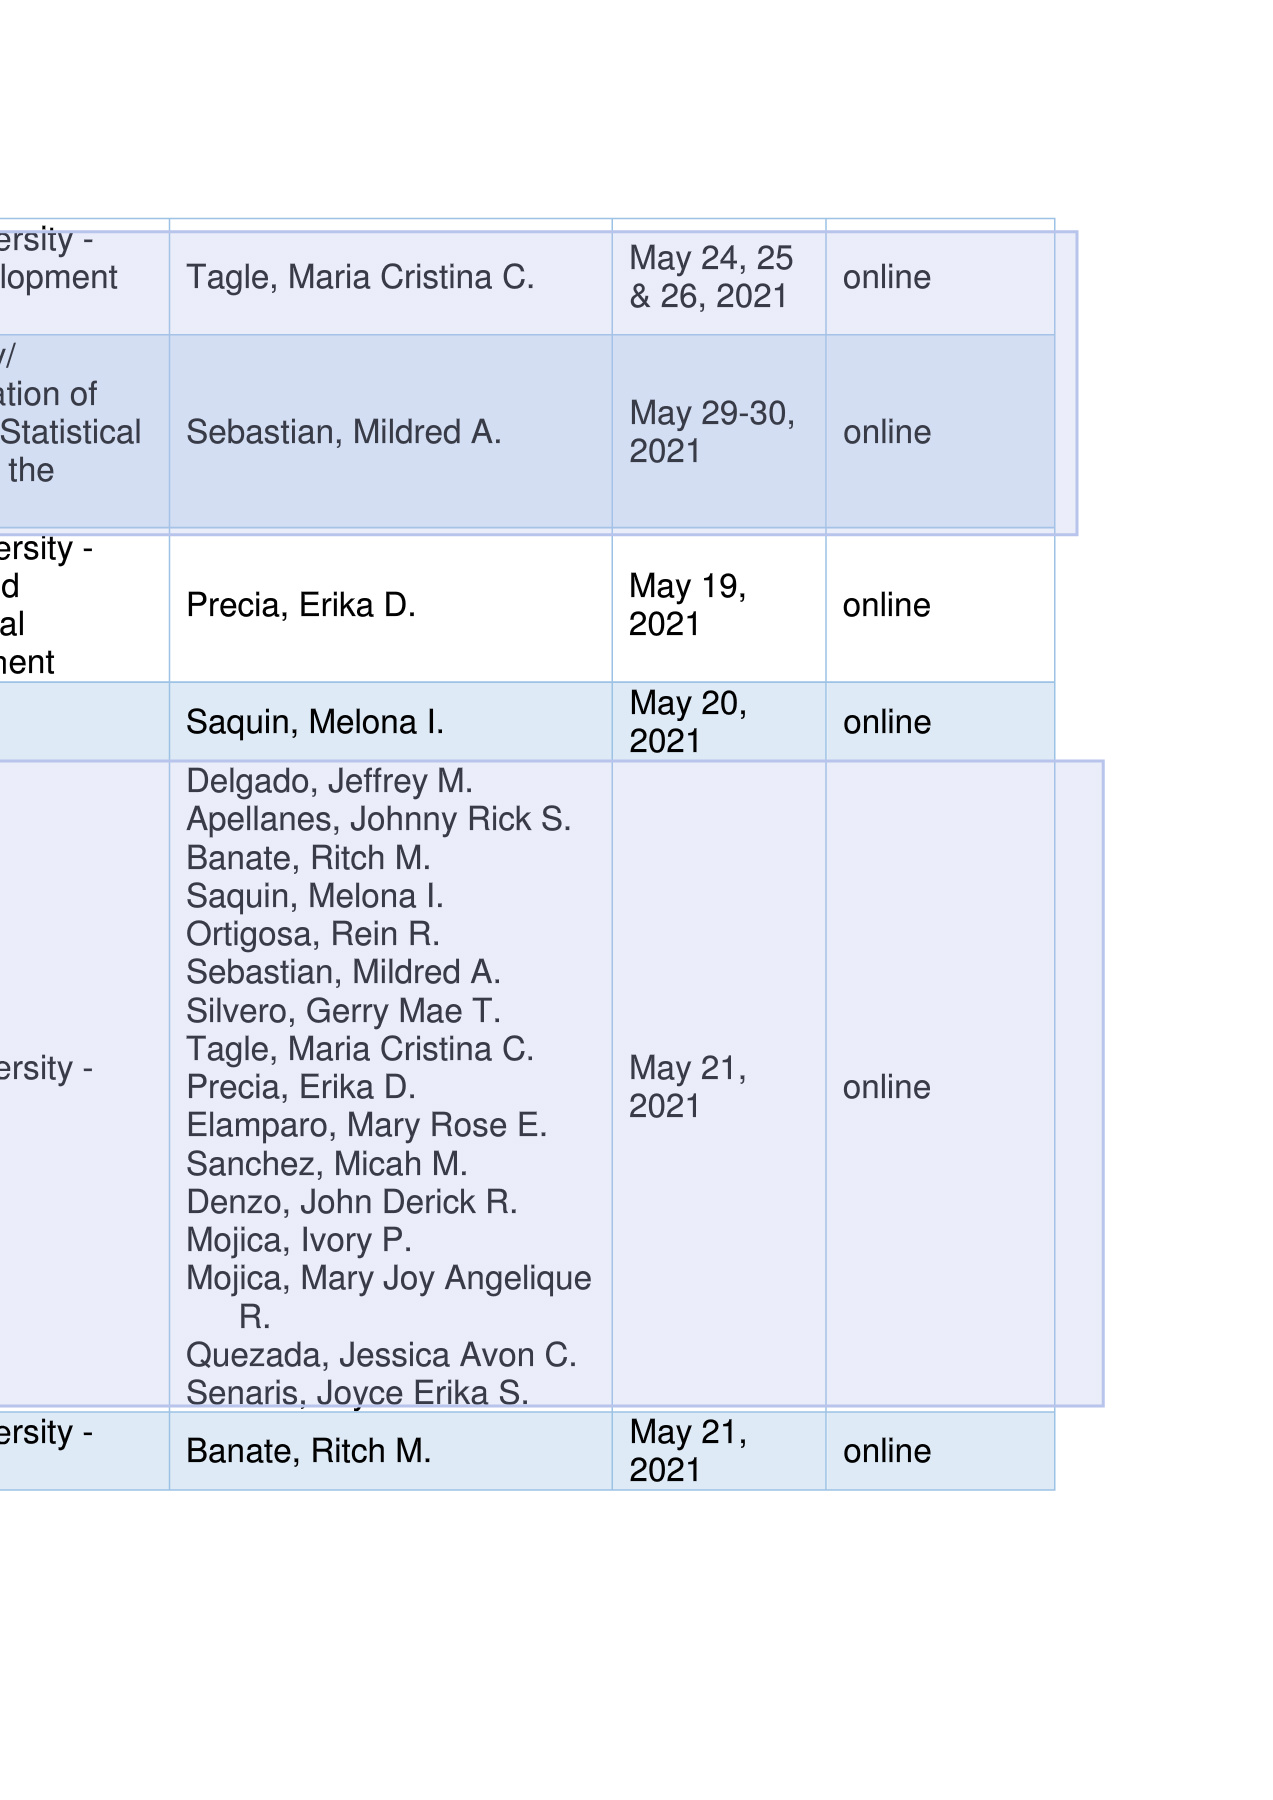 ersity -
lopment
Tagle, Maria Cristina C.
May 24, 25
& 26, 2021
online
y/
ation of
Statistical
the
Sebastian, Mildred A.
May 29-30,
2021
online
ersity -
d
al
ment
Precia, Erika D.
May 19,
2021
online
Saquin, Melona I.
May 20,
2021
online
ersity -
Delgado, Jeffrey M.
Apellanes, Johnny Rick S.
Banate, Ritch M.
Saquin, Melona I.
Ortigosa, Rein R.
Sebastian, Mildred A.
Silvero, Gerry Mae T.
Tagle, Maria Cristina C.
Precia, Erika D.
Elamparo, Mary Rose E.
Sanchez, Micah M.
Denzo, John Derick R.
Mojica, Ivory P.
Mojica, Mary Joy Angelique
R.
Quezada, Jessica Avon C.
Senaris, Joyce Erika S.
May 21,
2021
online
ersity -
Banate, Ritch M.
May 21,
2021
online